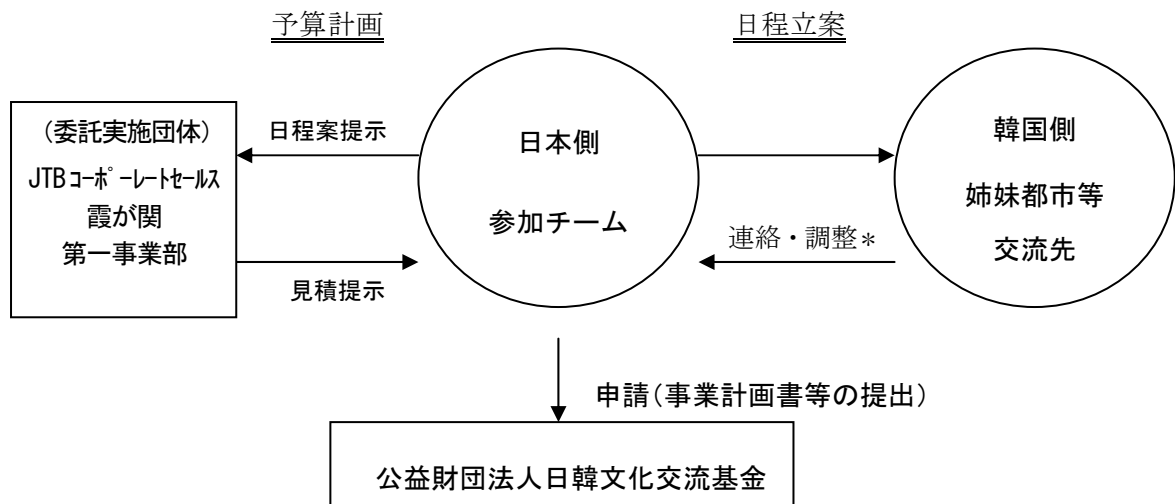 予算計画
日程立案
（委託実施団体）
JTBｺｰﾎﾟｰﾚｰﾄｾｰﾙｽ
霞が関
第一事業部
日程案提示
見積提示
日本側
参加チーム
連絡・調整＊
韓国側
姉妹都市等
交流先
申請（事業計画書等の提出）
公益財団法人日韓文化交流基金